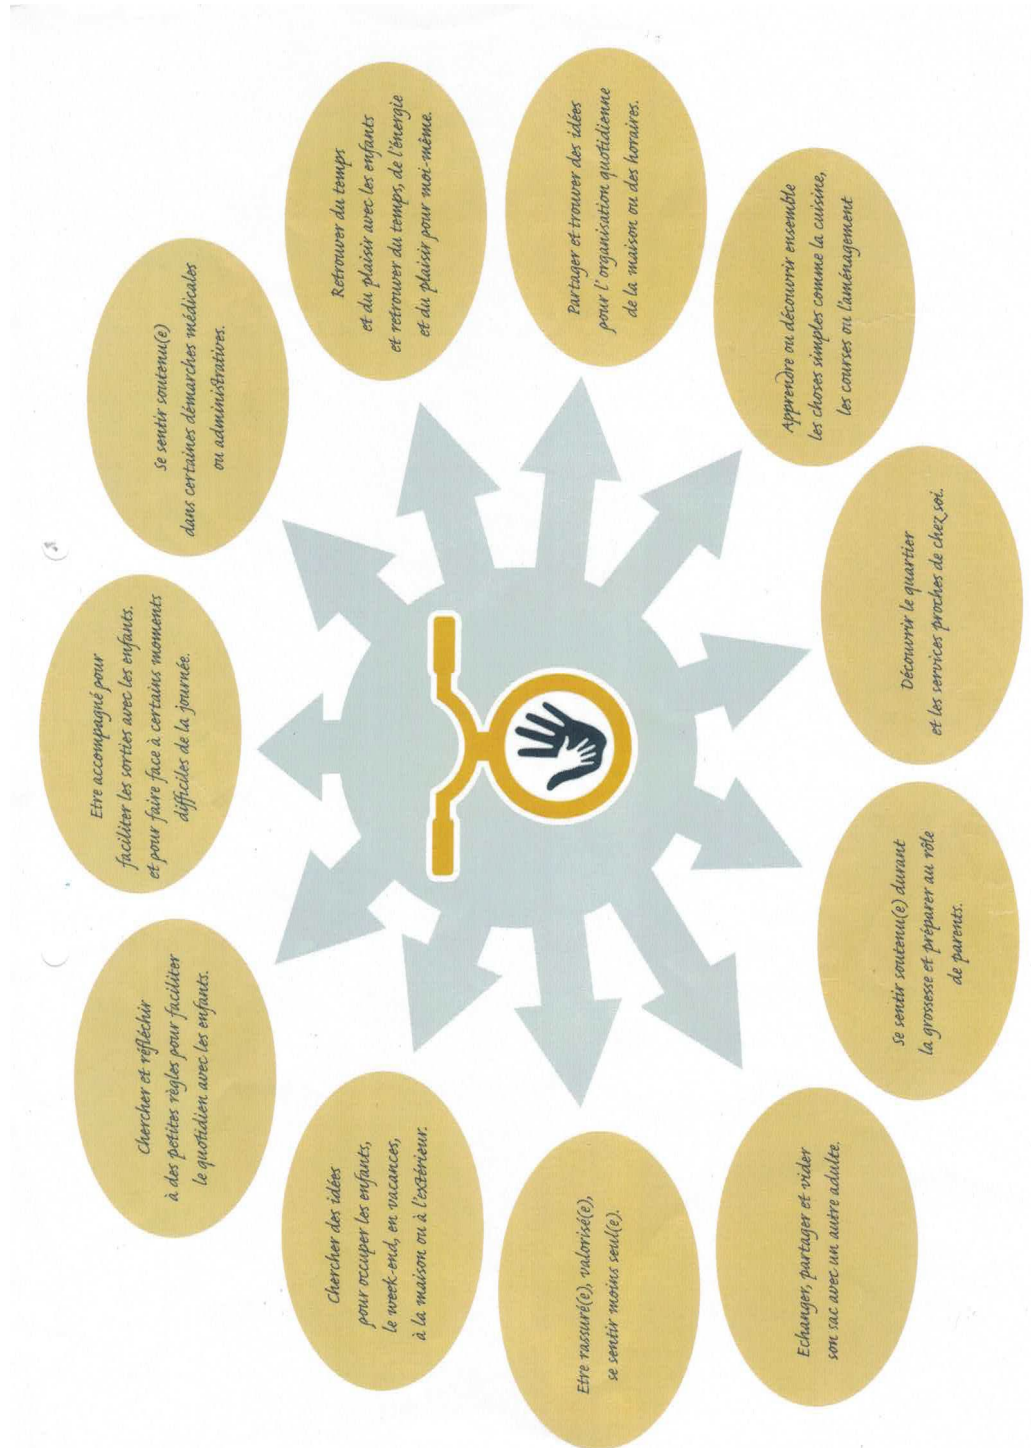 Etre accompagné pour
faciliter les sorties avec les enfants.
et pour faire face à certains moments
difficiles de la journée.
Se sentir soutenu(e)
dans certaines démarches médicales
ou administratives.
Retrouver du temps
et du plaisir avec les enfants
et retrouver du temps, de l'énergie
et du plaisir pour moi-même.
Partager et trouver des idées
pour l'organisation quotidienne
de la maison ou des horaires.
Apprendre ou découvrir ensemble
les choses simples comme la cuisine,
les courses ou l'aménagement
Découvrir le quartier
et les services proches de chez soi.
se sentir soutenu(e) durant
la grossesse et préparer au rôle
de parents.
Echanger, partager et vider
son sac avec un autre adulte.
Etre rassuré(e), valorisé(e),
se sentir moins seul(e).
Chercher des idées
pour occuper les enfants,
le week-end, en vacances,
à la maison ou à l'extérieur.
Chercher et réfléchir
à des petites règles pour faciliter
le quotidien avec les enfants.